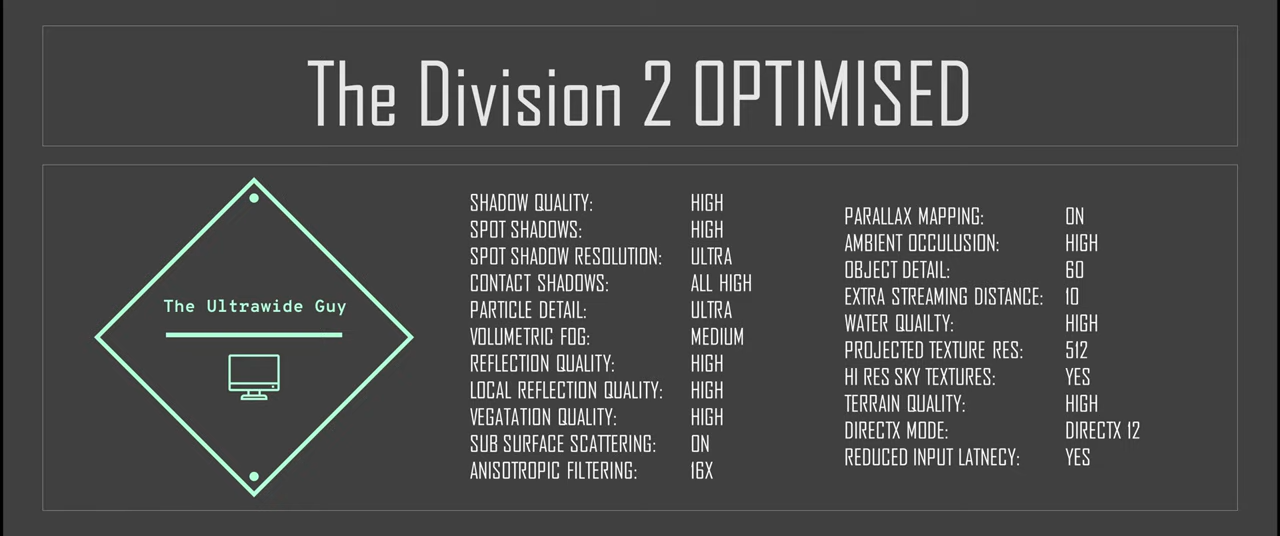 The Division 2 OPTIMISED
The Ultrawide Guy
SHADOW QUALITY: HIGH
SPOT SHADOWS: HIGH
SPOT SHADOW RESOLUTION: ULTRA
CONTACT SHADOWS: ALL HIGH
PARTICLE DETAIL: ULTRA
VOLUMETRIC FOG: MEDIUM
REFLECTION QUALITY: HIGH
LOCAL REFLECTION QUALITY: HIGH
VEGATATION QUALITY: HIGH
SUB SURFACE SCATTERING: ON
ANISOTROPIC FILTERING: 16X
PARALLAX MAPPING: ON
AMBIENT OCCULUSION: HIGH
OBJECT DETAIL: 60
EXTRA STREAMING DISTANCE: 10
WATER QUAILTY: HIGH
PROJECTED TEXTURE RES: 512
HI RES SKY TEXTURES: YES
TERRAIN QUALITY: HIGH
DIRECTX MODE: DIRECTX 12
REDUCED INPUT LATNECY: YES